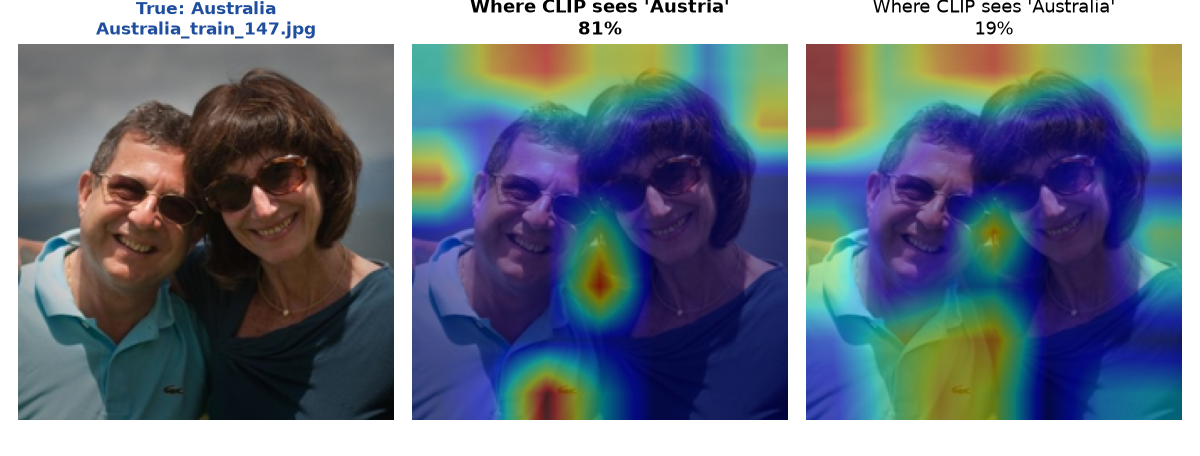 True: Australia
Australia_train_147.jpg
Where CLIP sees 'Austria'
81%
Where CLIP sees 'Australia'
19%